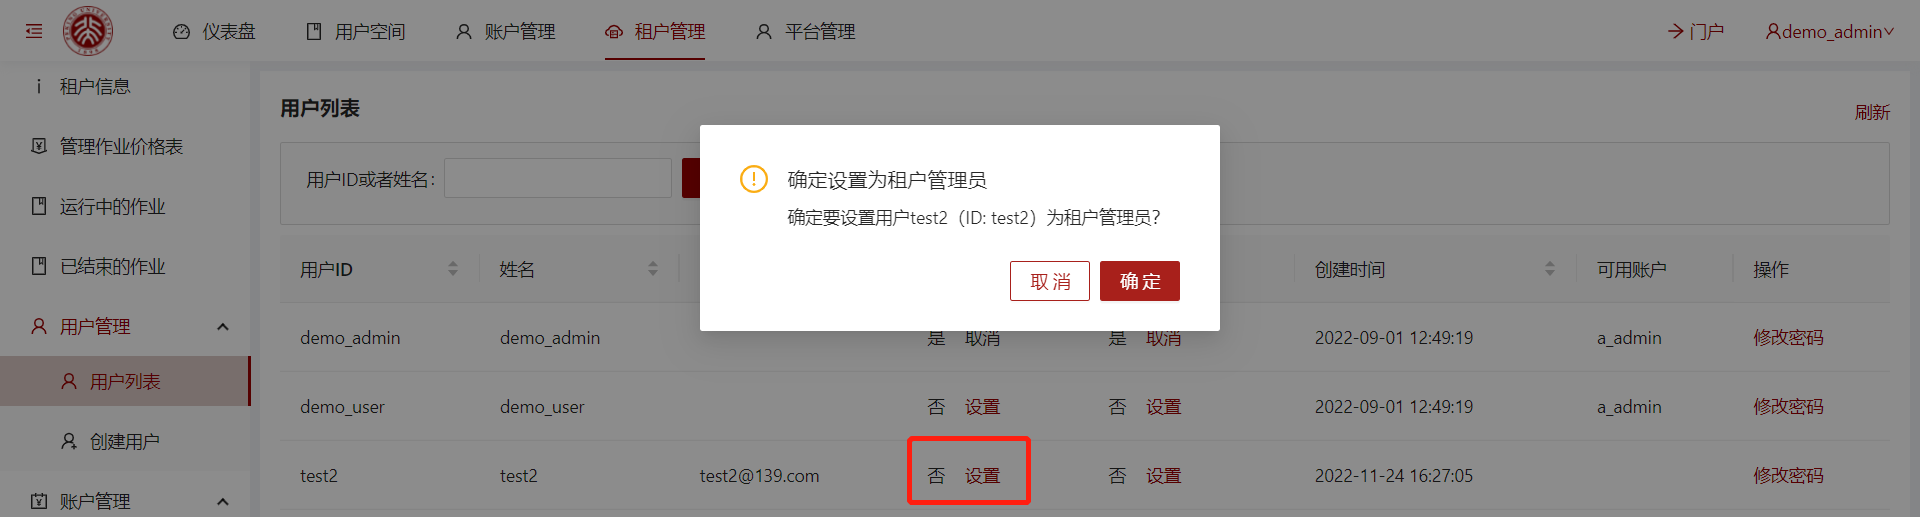 仪表盘 用户空间 账户管理 租户管理 平台管理 门户 demo_admin
租户信息
管理作业价格表
运行中的作业
已结束的作业
用户管理
用户列表
创建用户
账户管理
用户列表
刷新
用户ID或者姓名:
确定设置为租户管理员
确定要设置用户test2（ID: test2）为租户管理员?
取消 确定
用户ID 姓名 创建时间 可用账户 操作
demo_admin demo_admin 是 取消 是 取消 2022-09-01 12:49:19 a_admin 修改密码
demo_user demo_user 否 设置 否 设置 2022-09-01 12:49:19 a_admin 修改密码
test2 test2 test2@139.com 否 设置 否 设置 2022-11-24 16:27:05 修改密码